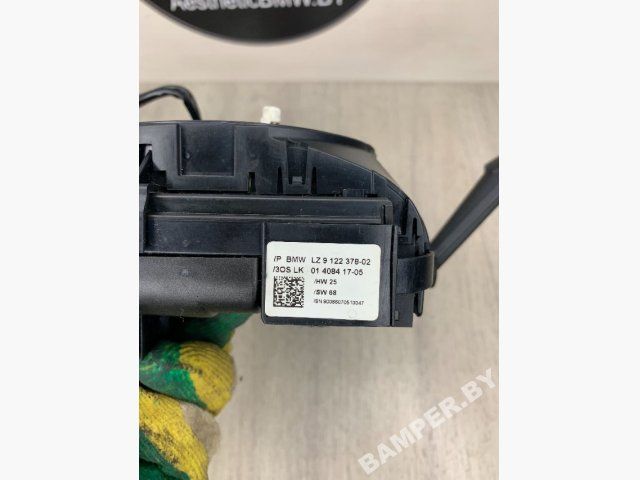 AestheticBMW.BY
/P BMW LZ 9 122 378-02
/3OS LK 01 4084 17-05
/HW 25
/SW 68
BAMPER.BY